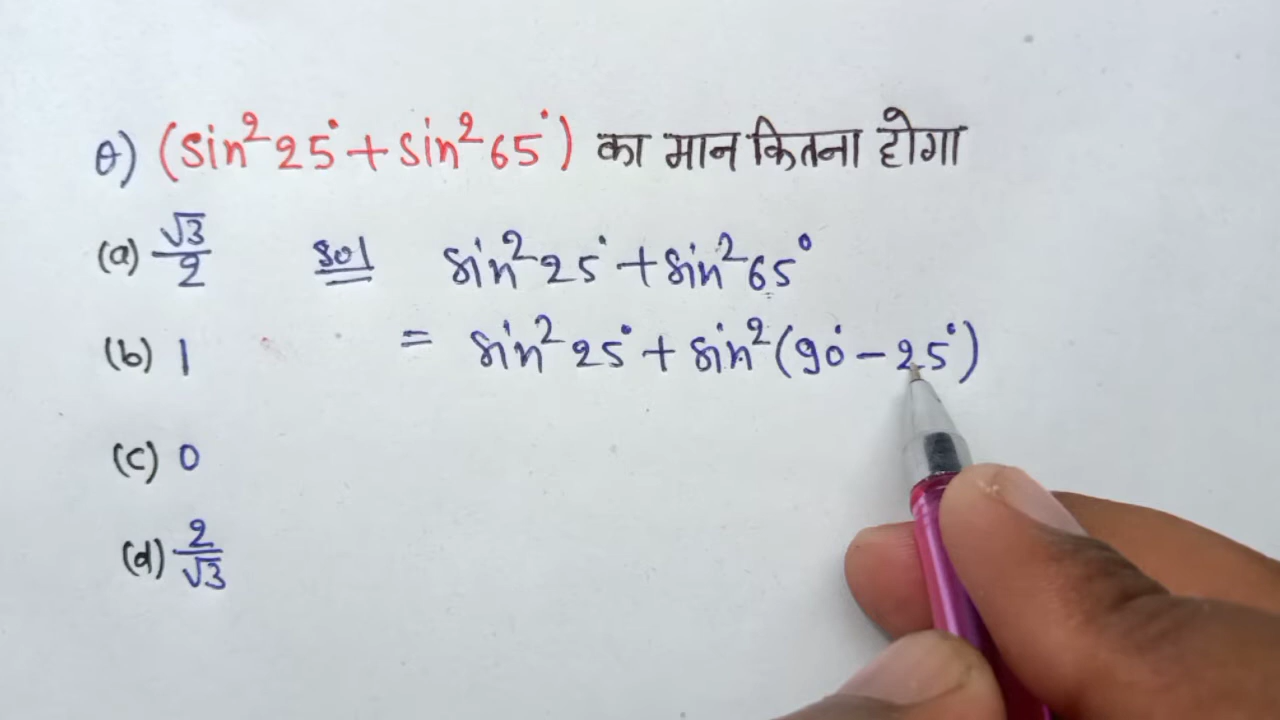 Q) (sin²25° + sin²65°) का मान कितना होगा
(a) √3/2
sol sin²25° + sin²65°
= sin²25° + sin²(90° - 25°)
(b) 1
(c) 0
(d) 2/√3